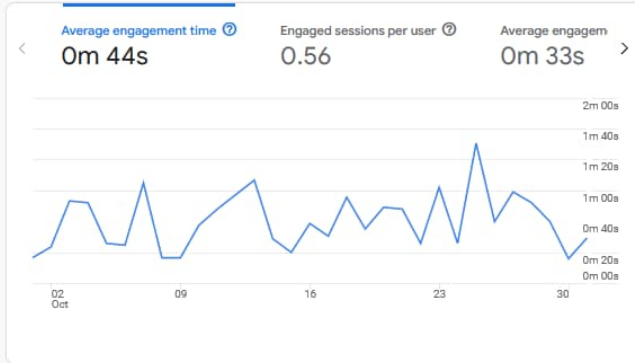 Average engagement time
Engaged sessions per user
Average engagem
0m 44s
0.56
0m 33s
2m 00s
1m 40s
1m 20s
1m 00s
0m 40s
0m 20s
0m 00s
02
Oct
09
16
23
30